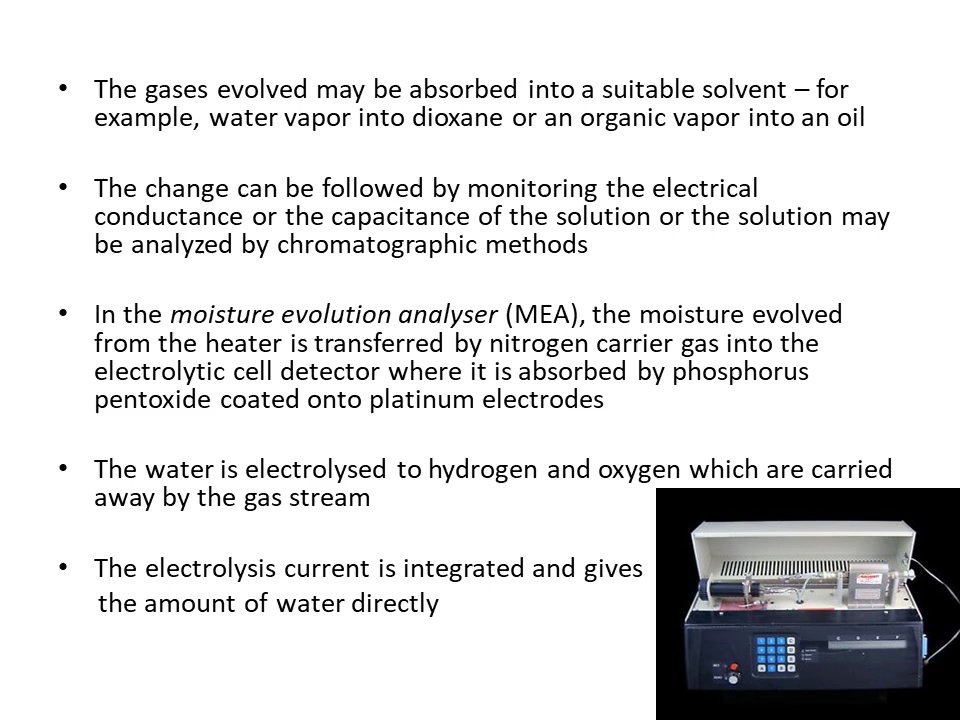 • The gases evolved may be absorbed into a suitable solvent – for
example, water vapor into dioxane or an organic vapor into an oil
• The change can be followed by monitoring the electrical
conductance or the capacitance of the solution or the solution may
be analyzed by chromatographic methods
• In the moisture evolution analyser (MEA), the moisture evolved
from the heater is transferred by nitrogen carrier gas into the
electrolytic cell detector where it is absorbed by phosphorus
pentoxide coated onto platinum electrodes
• The water is electrolysed to hydrogen and oxygen which are carried
away by the gas stream
• The electrolysis current is integrated and gives
the amount of water directly